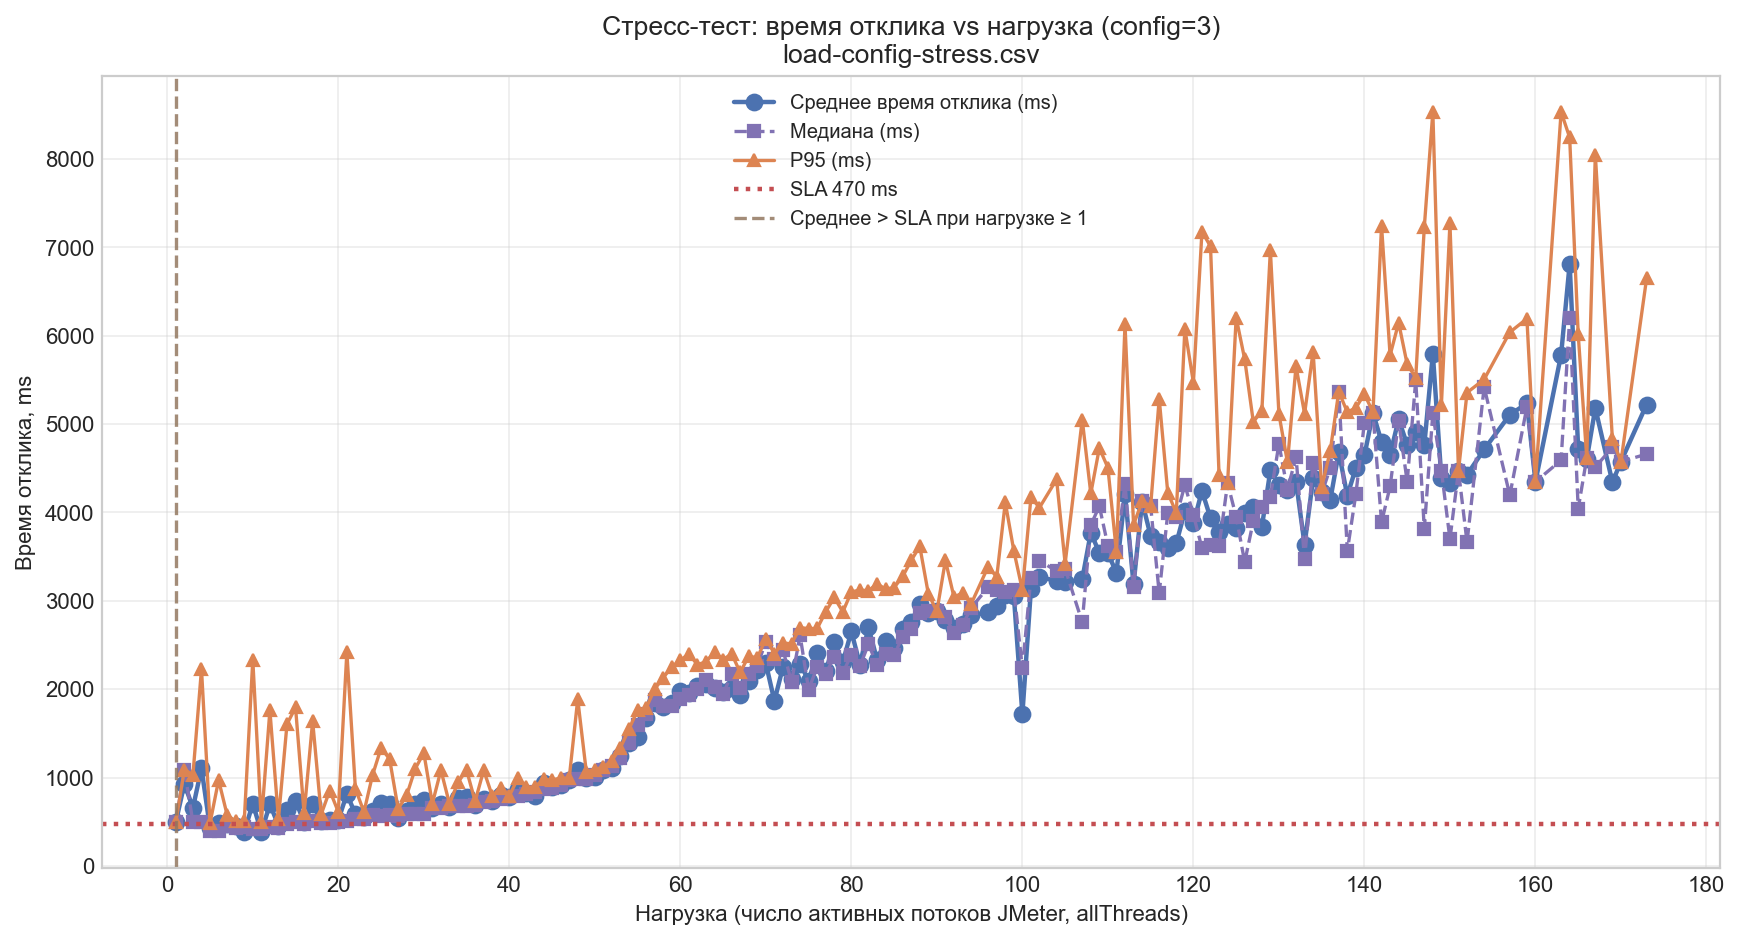 Стресс-тест: время отклика vs нагрузка (config=3)
load-config-stress.csv
Среднее время отклика (ms)
Медиана (ms)
P95 (ms)
SLA 470 ms
Среднее > SLA при нагрузке ≥ 1
Время отклика, ms
8000
7000
6000
5000
4000
3000
2000
1000
0
0 20 40 60 80 100 120 140 160 180
Нагрузка (число активных потоков JMeter, allThreads)